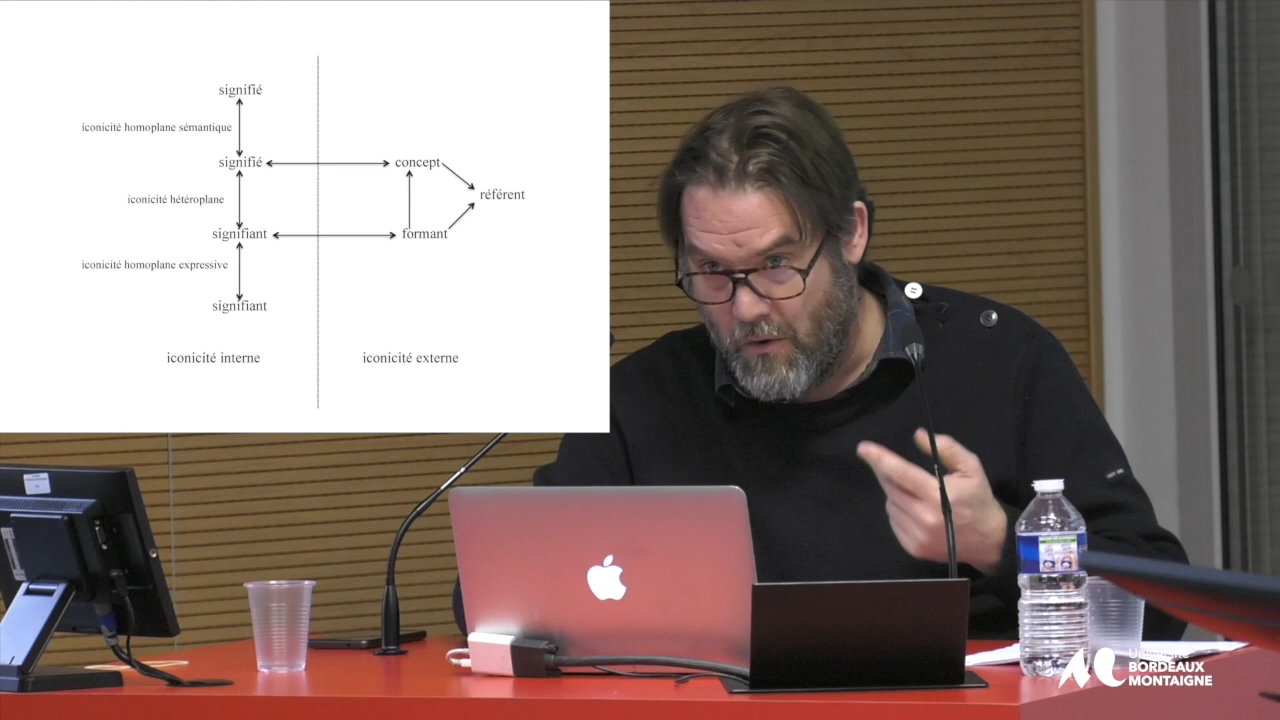 signifié
iconicité homoplane sémantique
signifié
concept
iconicité hétéroplane
référent
signifiant
formant
iconicité homoplane expressive
signifiant
iconicité interne
iconicité externe
Université
BORDEAUX
MONTAIGNE